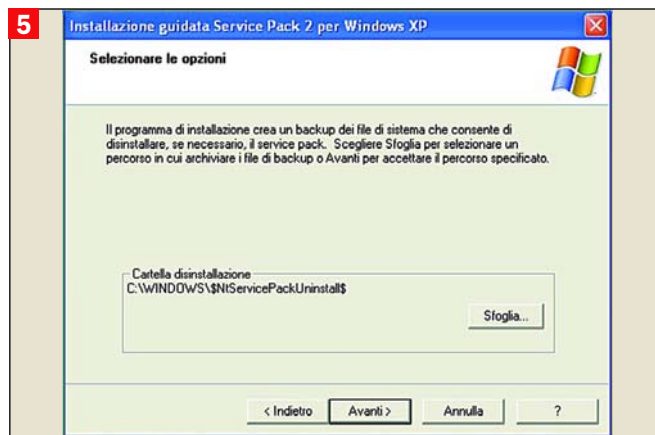 5
Installazione guidata Service Pack 2 per Windows XP
Selezionare le opzioni
Il programma di installazione crea un backup dei file di sistema che consente di
disinstallare, se necessario, il service pack. Scegliere Sfoglia per selezionare un
percorso in cui archiviare i file di backup o Avanti per accettare il percorso specificato.
Cartella disinstallazione
C:\WINDOWS\$NtServicePackUninstall$
Sfoglia...
< Indietro
Avanti >
Annulla
?